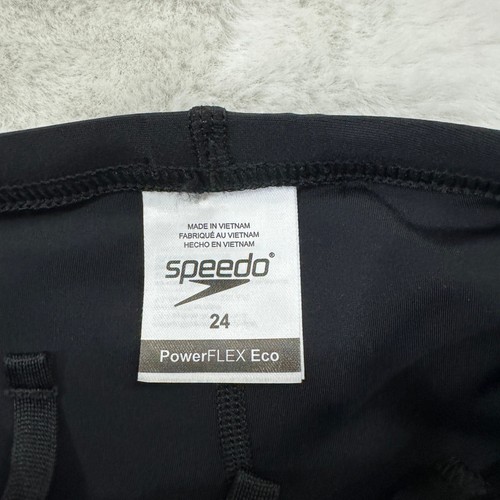 MADE IN VIETNAM
FABRIQUÉ AU VIETNAM
HECHO EN VIETNAM
speedo®
24
PowerFLEX Eco